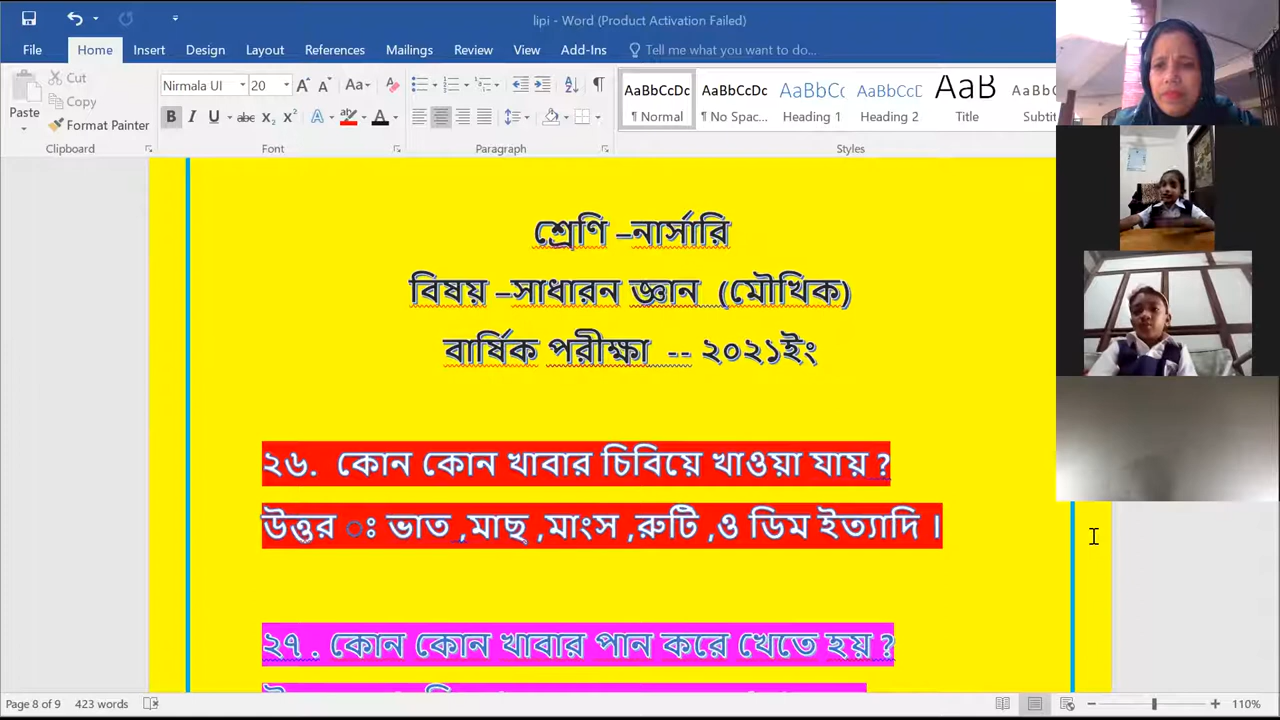 lipi - Word (Product Activation Failed)
File Home Insert Design Layout References Mailings Review View Add-Ins Tell me what you want to do...
Cut
Copy
Paste
Format Painter
Clipboard
Nirmala UI 20
Font
Paragraph
AaBbCcDc AaBbCcDc AaBbCc AaBbCcD AaB AaBbC
¶ Normal ¶ No Spac... Heading 1 Heading 2 Title Subtit
Styles
শ্রেণি –নার্সারি
বিষয় –সাধারন জ্ঞান (মৌখিক)
বার্ষিক পরীক্ষা -- ২০২১ইং
২৬. কোন কোন খাবার চিবিয়ে খাওয়া যায় ?
উত্তর ঃ ভাত ,মাছ ,মাংস ,রুটি ,ও ডিম ইত্যাদি ।
২৭ . কোন কোন খাবার পান করে খেতে হয় ?
Page 8 of 9 423 words 110%